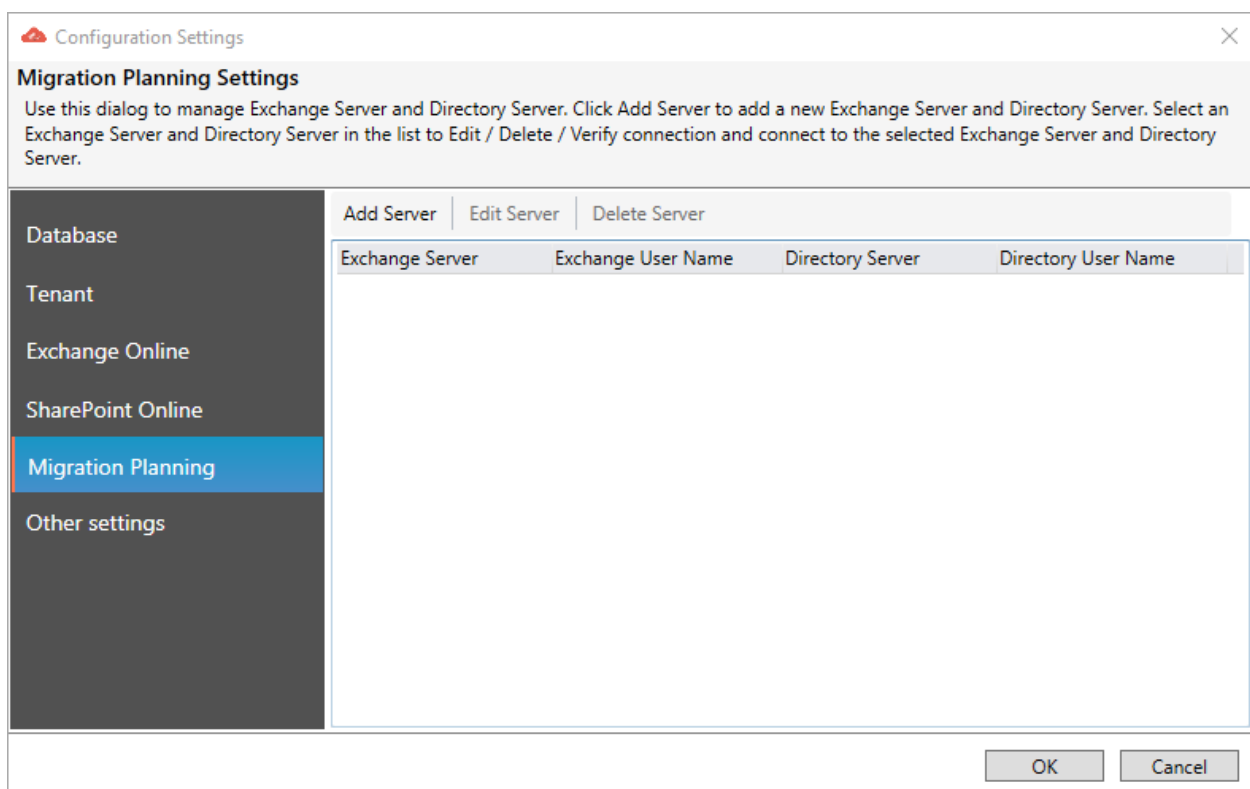 Configuration Settings
Migration Planning Settings
Use this dialog to manage Exchange Server and Directory Server. Click Add Server to add a new Exchange Server and Directory Server. Select an
Exchange Server and Directory Server in the list to Edit / Delete / Verify connection and connect to the selected Exchange Server and Directory
Server.
Database
Tenant
Exchange Online
SharePoint Online
Migration Planning
Other settings
Add Server Edit Server Delete Server
Exchange Server Exchange User Name Directory Server Directory User Name
OK Cancel